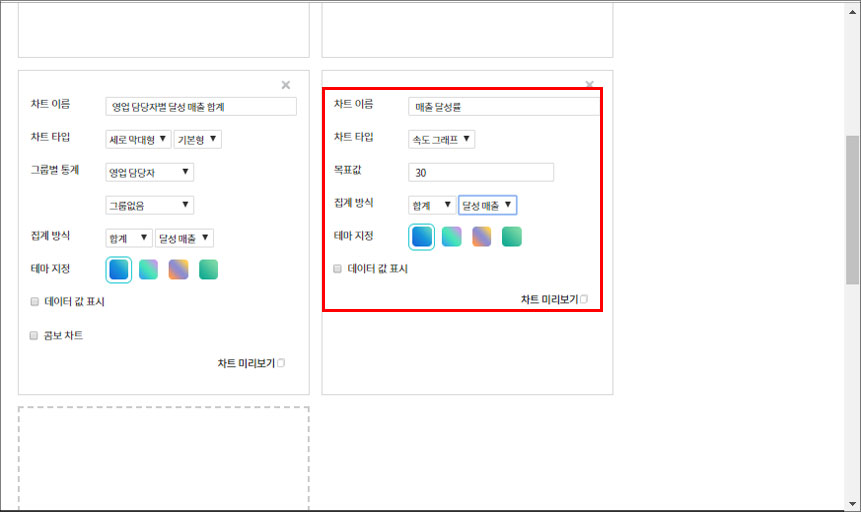 차트 이름
영업 담당자별 달성 매출 합계
차트 타입
세로 막대형
기본형
그룹별 통계
영업 담당자
그룹없음
집계 방식
합계
달성 매출
테마 지정
데이터 값 표시
콤보 차트
차트 미리보기
차트 이름
매출 달성률
차트 타입
속도 그래프
목표값
30
집계 방식
합계
달성 매출
테마 지정
데이터 값 표시
차트 미리보기